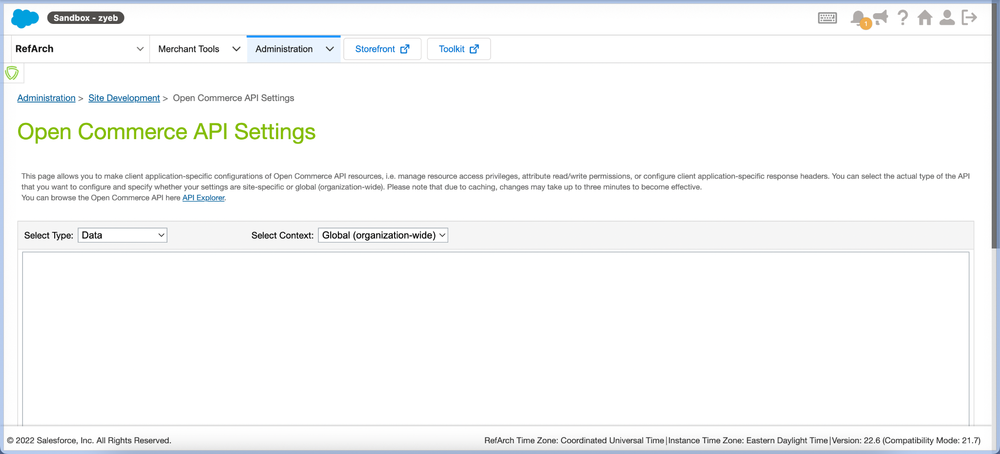 Sandbox - zyeb
1
RefArch
Merchant Tools
Administration
Storefront
Toolkit
Administration > Site Development > Open Commerce API Settings
Open Commerce API Settings
This page allows you to make client application-specific configurations of Open Commerce API resources, i.e. manage resource access privileges, attribute read/write permissions, or configure client application-specific response headers. You can select the actual type of the API
that you want to configure and specify whether your settings are site-specific or global (organization-wide). Please note that due to caching, changes may take up to three minutes to become effective.
You can browse the Open Commerce API here API Explorer.
Select Type: Data
Select Context: Global (organization-wide)
© 2022 Salesforce, Inc. All Rights Reserved.
RefArch Time Zone: Coordinated Universal Time|Instance Time Zone: Eastern Daylight Time|Version: 22.6 (Compatibility Mode: 21.7)